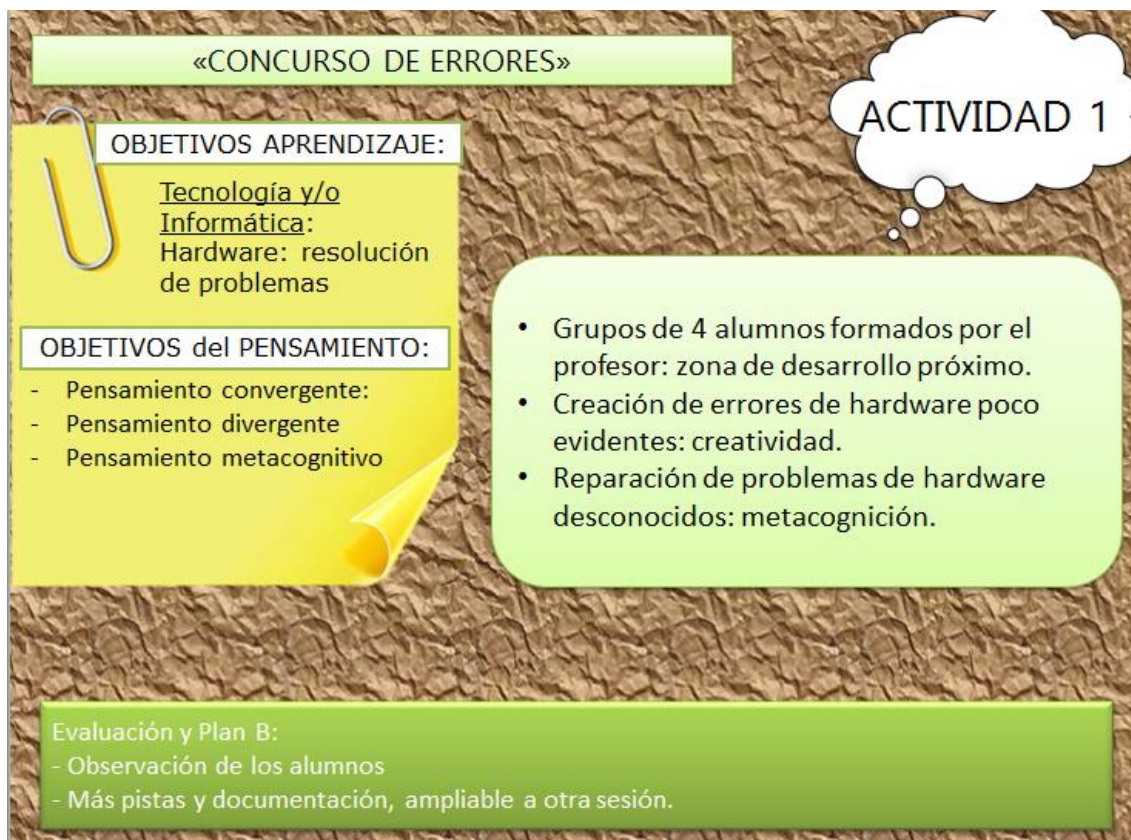 «CONCURSO DE ERRORES»
ACTIVIDAD 1
OBJETIVOS APRENDIZAJE:
Tecnología y/o
Informática:
Hardware: resolución
de problemas
OBJETIVOS del PENSAMIENTO:
- Pensamiento convergente:
- Pensamiento divergente
- Pensamiento metacognitivo
• Grupos de 4 alumnos formados por el
profesor: zona de desarrollo próximo.
• Creación de errores de hardware poco
evidentes: creatividad.
• Reparación de problemas de hardware
desconocidos: metacognición.
Evaluación y Plan B:
- Observación de los alumnos
- Más pistas y documentación, ampliable a otra sesión.